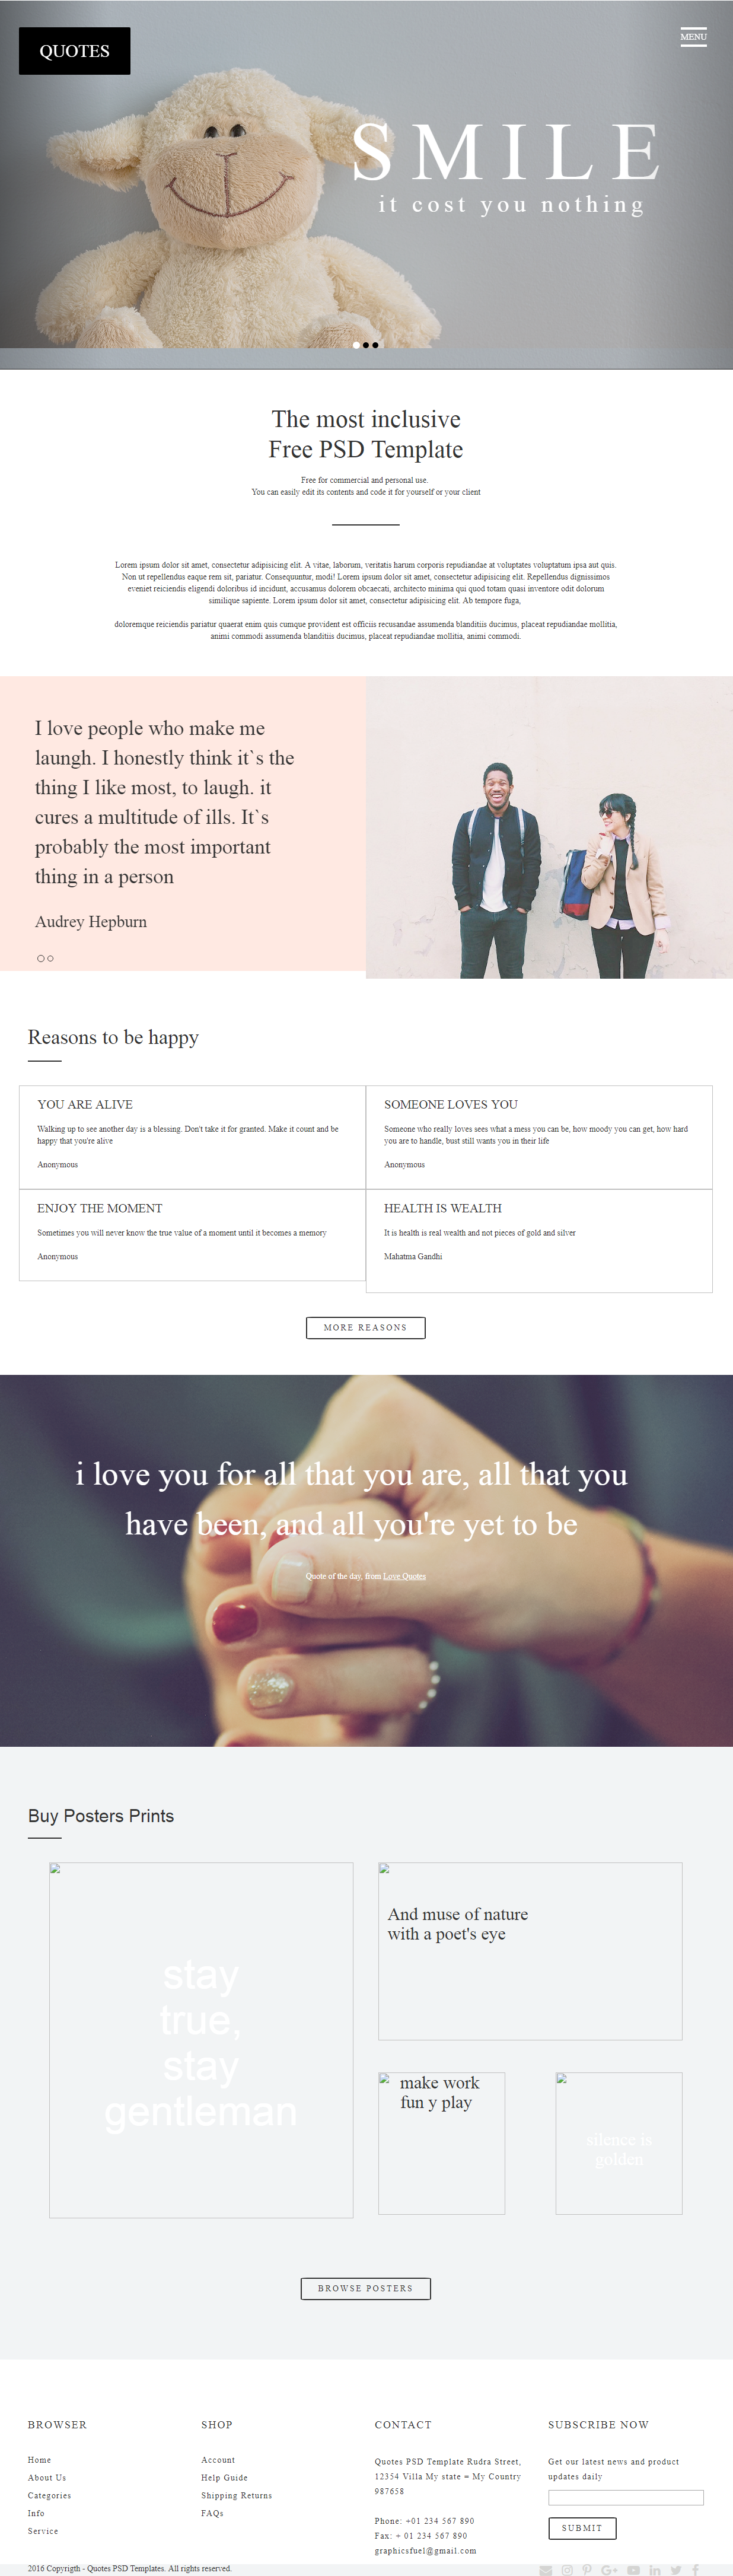 QUOTES
MENU
SMILE
it cost you nothing
The most inclusive
Free PSD Template
Free for commercial and personal use.
You can easily edit its contents and code it for yourself or your client
Lorem ipsum dolor sit amet, consectetur adipisicing elit. A vitae, laborum, veritatis harum corporis repudiandae at voluptates voluptatum ipsa aut quis.
Non ut repellendus eaque rem sit, pariatur. Consequuntur, modi! Lorem ipsum dolor sit amet, consectetur adipisicing elit. Repellendus dignissimos
eveniet reiciendis eligendi doloribus id incidunt, accusamus dolorem obcaecati, architecto minima qui quod totam quasi inventore odit dolorum
similique sapiente. Lorem ipsum dolor sit amet, consectetur adipisicing elit. Ab tempore fuga,
doloremque reiciendis pariatur quaerat enim quis cumque provident est officiis recusandae assumenda blanditiis ducimus, placeat repudiandae mollitia,
animi commodi assumenda blanditiis ducimus, placeat repudiandae mollitia, animi commodi.
I love people who make me
laungh. I honestly think it`s the
thing I like most, to laugh. it
cures a multitude of ills. It`s
probably the most important
thing in a person
Audrey Hepburn
Reasons to be happy
YOU ARE ALIVE
Walking up to see another day is a blessing. Don't take it for granted. Make it count and be
happy that you're alive
Anonymous
SOMEONE LOVES YOU
Someone who really loves sees what a mess you can be, how moody you can get, how hard
you are to handle, bust still wants you in their life
Anonymous
ENJOY THE MOMENT
Sometimes you will never know the true value of a moment until it becomes a memory
Anonymous
HEALTH IS WEALTH
It is health is real wealth and not pieces of gold and silver
Mahatma Gandhi
MORE REASONS
i love you for all that you are, all that you
have been, and all you're yet to be
Quote of the day, from Love Quotes
Buy Posters Prints
stay
true,
stay
gentleman
And muse of nature
with a poet's eye
make work
fun y play
silence is
golden
BROWSE POSTERS
BROWSER
Home
About Us
Categories
Info
Service
SHOP
Account
Help Guide
Shipping Returns
FAQs
CONTACT
Quotes PSD Template Rudra Street,
12354 Villa My state = My Country
987658
Phone: +01 234 567 890
Fax: + 01 234 567 890
graphicsfuel@gmail.com
SUBSCRIBE NOW
Get our latest news and product
updates daily
SUBMIT
2016 Copyrigth - Quotes PSD Templates. All rights reserved.